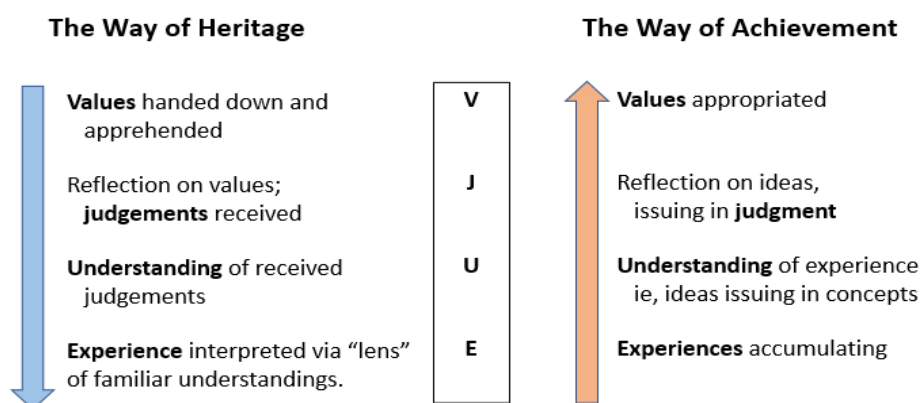 The Way of Heritage
Values handed down and
apprehended
Reflection on values;
judgements received
Understanding of received
judgements
Experience interpreted via “lens”
of familiar understandings.
V
J
U
E
The Way of Achievement
Values appropriated
Reflection on ideas,
issuing in judgment
Understanding of experience
ie, ideas issuing in concepts
Experiences accumulating